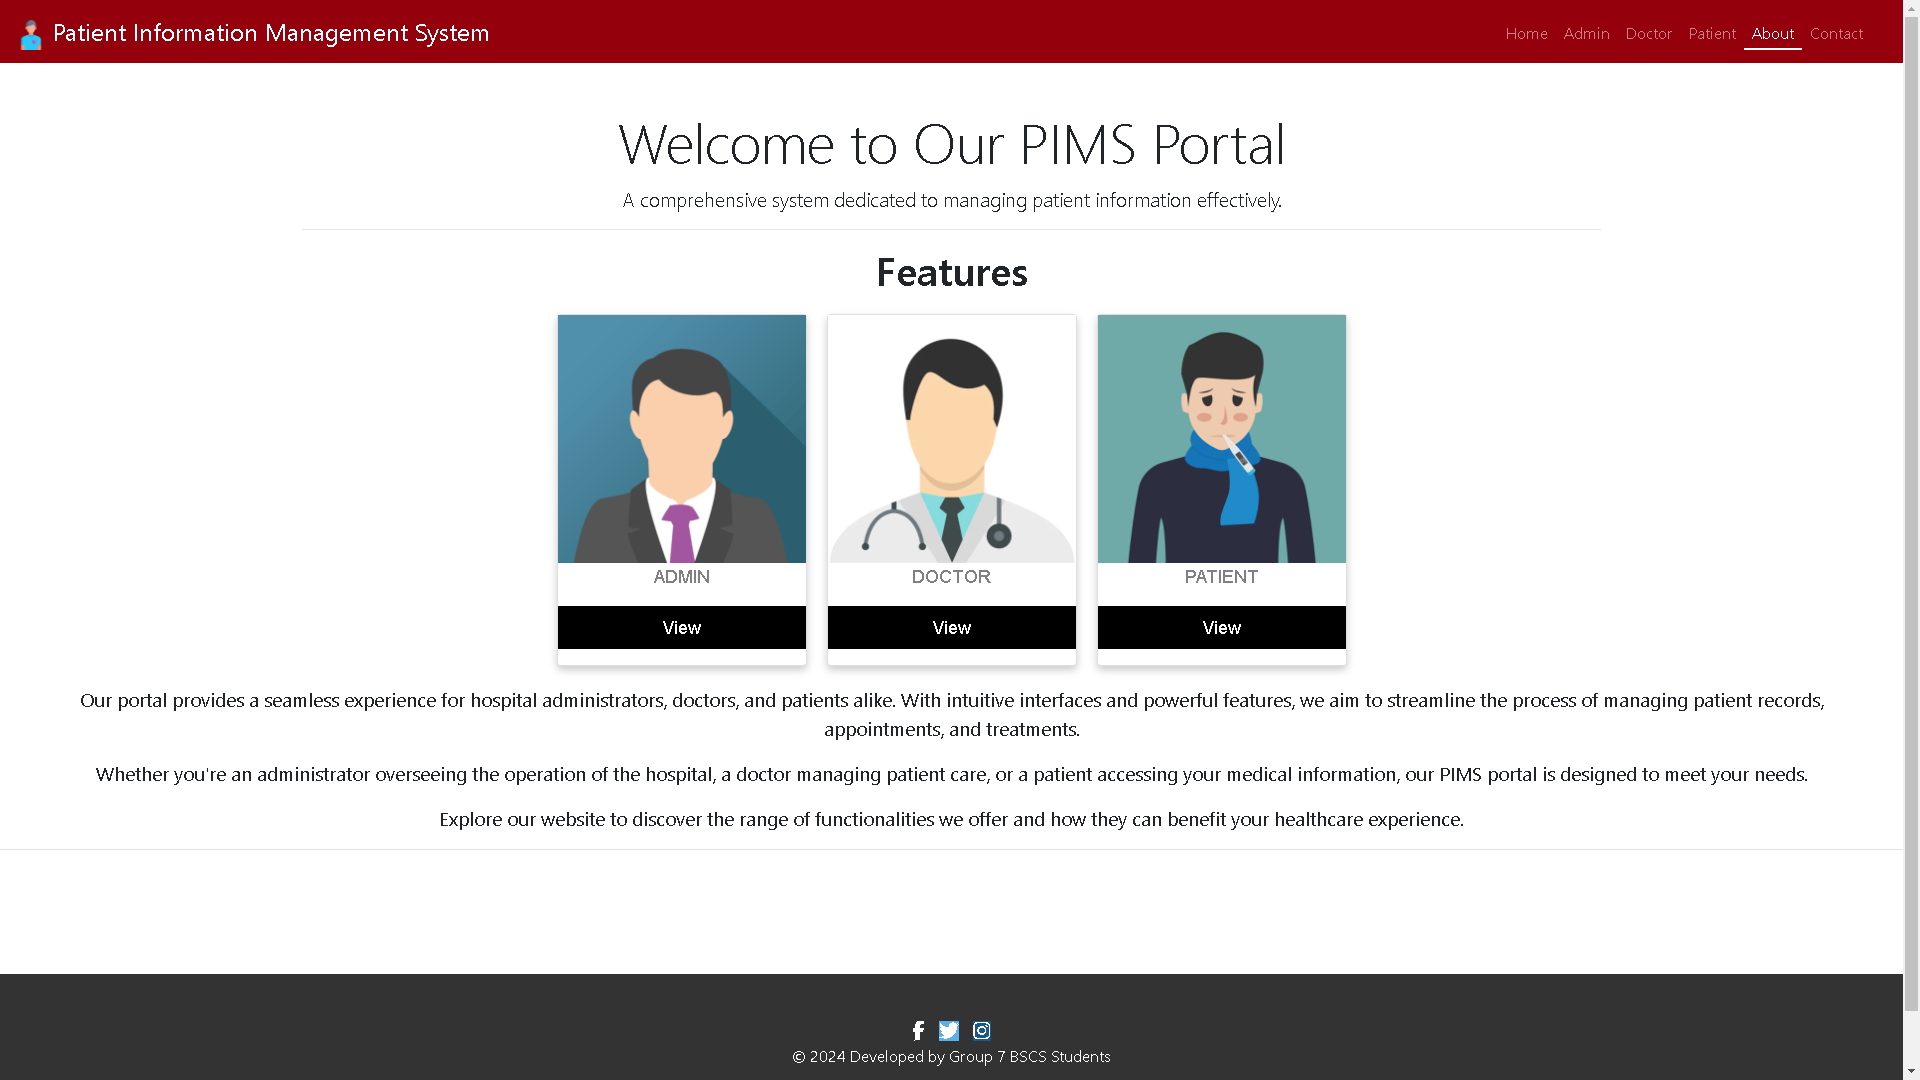 Patient Information Management System
Home Admin Doctor Patient About Contact
Welcome to Our PIMS Portal
A comprehensive system dedicated to managing patient information effectively.
Features
ADMIN
View
DOCTOR
View
PATIENT
View
Our portal provides a seamless experience for hospital administrators, doctors, and patients alike. With intuitive interfaces and powerful features, we aim to streamline the process of managing patient records,
appointments, and treatments.
Whether you're an administrator overseeing the operation of the hospital, a doctor managing patient care, or a patient accessing your medical information, our PIMS portal is designed to meet your needs.
Explore our website to discover the range of functionalities we offer and how they can benefit your healthcare experience.
© 2024 Developed by Group 7 BSCS Students